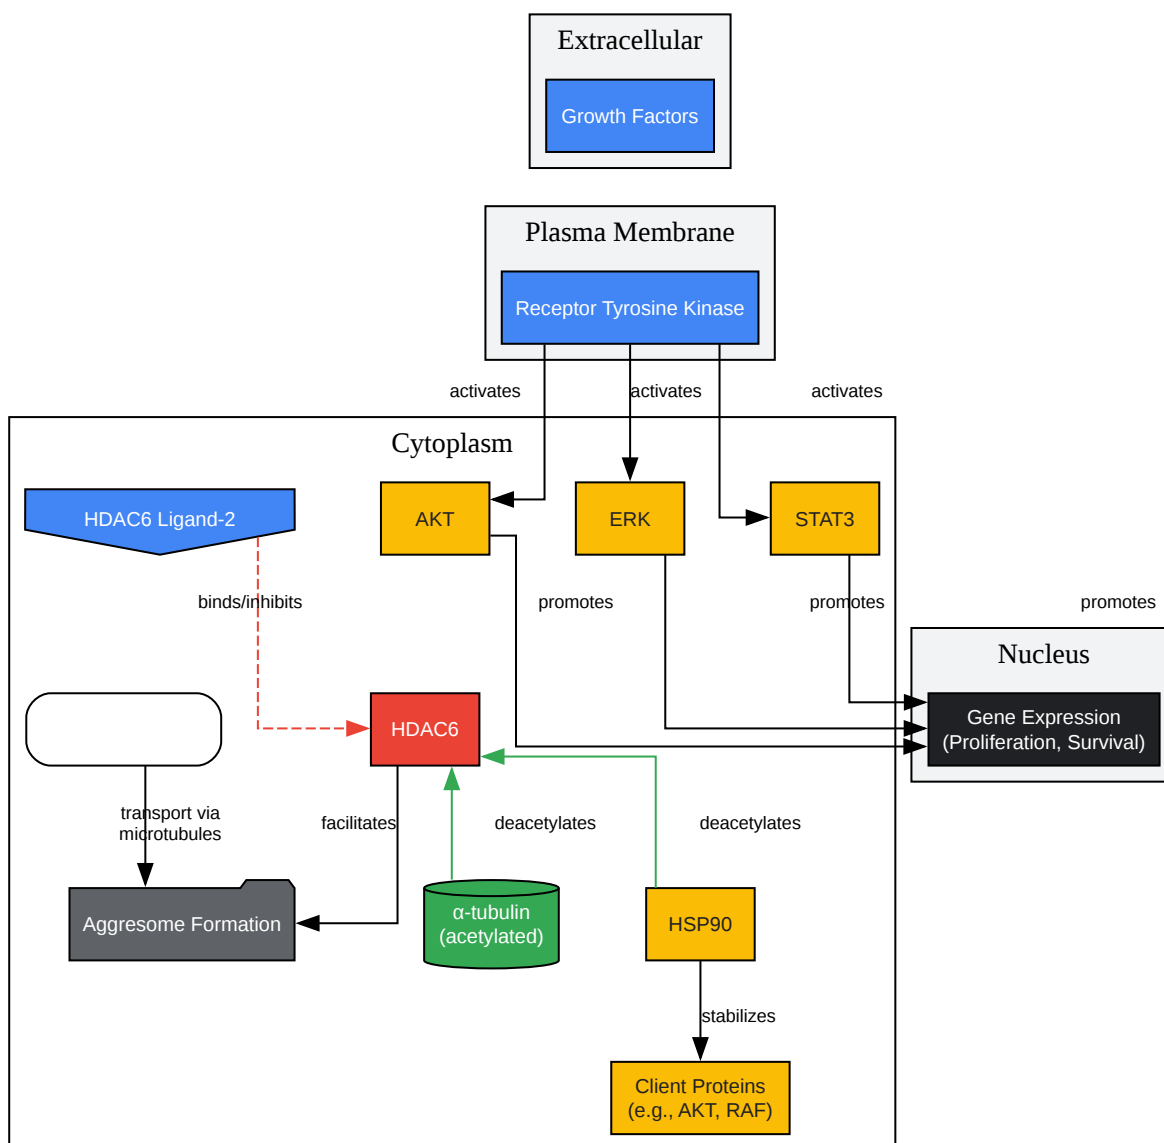 Extracellular
Growth Factors
Plasma Membrane
Receptor Tyrosine Kinase
activates
activates
activates
Cytoplasm
HDAC6 Ligand-2
AKT
ERK
STAT3
binds/inhibits
promotes
promotes
promotes
Nucleus
HDAC6
Gene Expression
(Proliferation, Survival)
transport via
microtubules
facilitates
deacetylates
deacetylates
Aggresome Formation
α-tubulin
(acetylated)
HSP90
stabilizes
Client Proteins
(e.g., AKT, RAF)